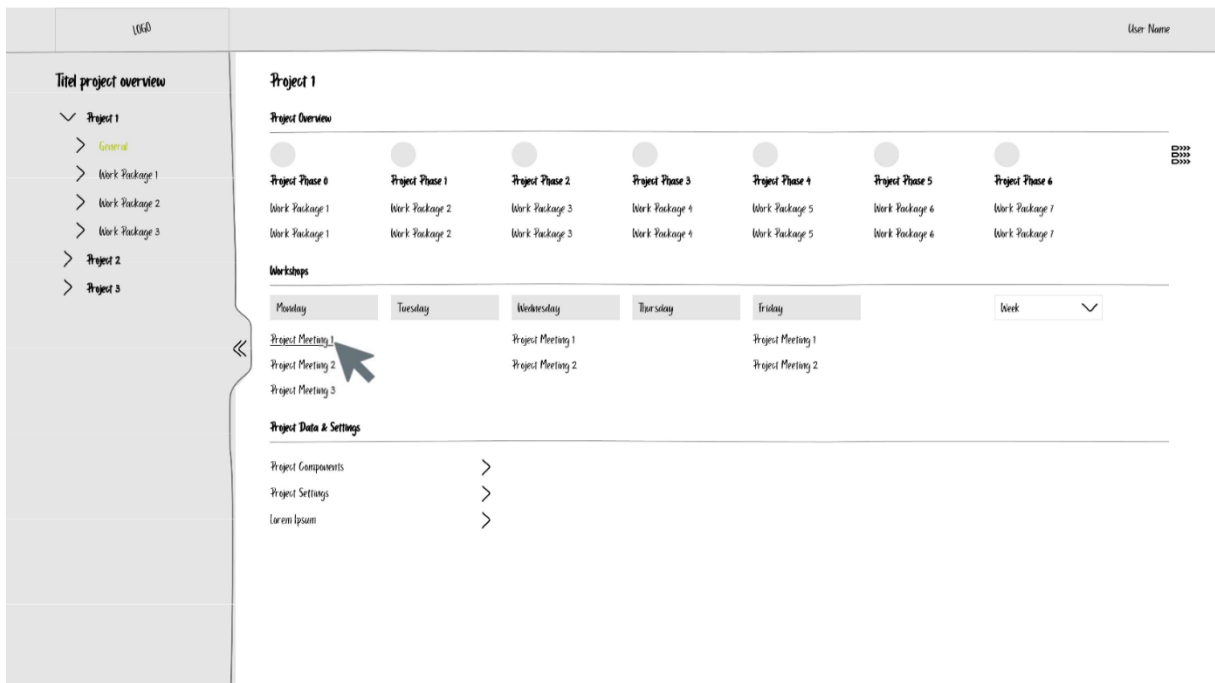 LOGO
User Name
Titel project overview
Project 1
General
Work Package 1
Work Package 2
Work Package 3
Project 2
Project 3
Project 1
Project Overview
Project Phase 0 Project Phase 1 Project Phase 2 Project Phase 3 Project Phase 4 Project Phase 5 Project Phase 6
Work Package 1 Work Package 2 Work Package 3 Work Package 4 Work Package 5 Work Package 6 Work Package 7
Work Package 1 Work Package 2 Work Package 3 Work Package 4 Work Package 5 Work Package 6 Work Package 7
Workshops
Monday Tuesday Wednesday Thursday Friday Week
Project Meeting 1 Project Meeting 1 Project Meeting 1
Project Meeting 2 Project Meeting 2 Project Meeting 2
Project Meeting 3
Project Data & Settings
Project Components
Project Settings
Lorem Ipsum